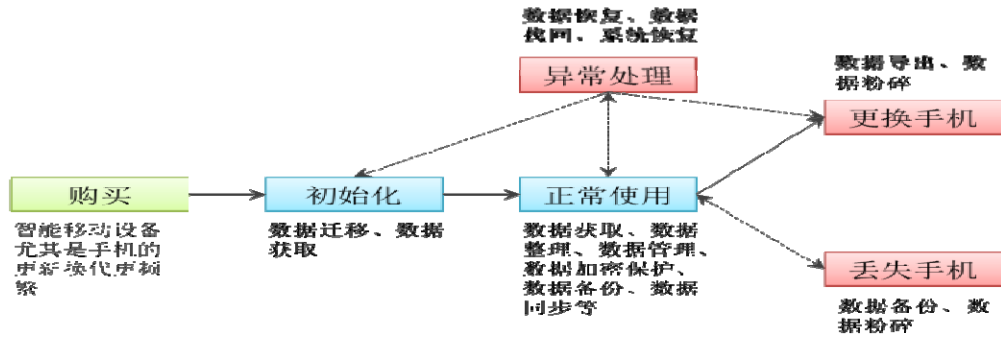 数据恢复、数据
找回、系统恢复
异常处理
数据导出、数
据粉碎
更换手机
购买
初始化
正常使用
智能移动设备
尤其是手机的
更新换代更频
繁
数据迁移、数据
获取
数据获取、数据
整理、数据管理、
数据加密保护、
数据备份、数据
同步等
丢失手机
数据备份、数
据粉碎